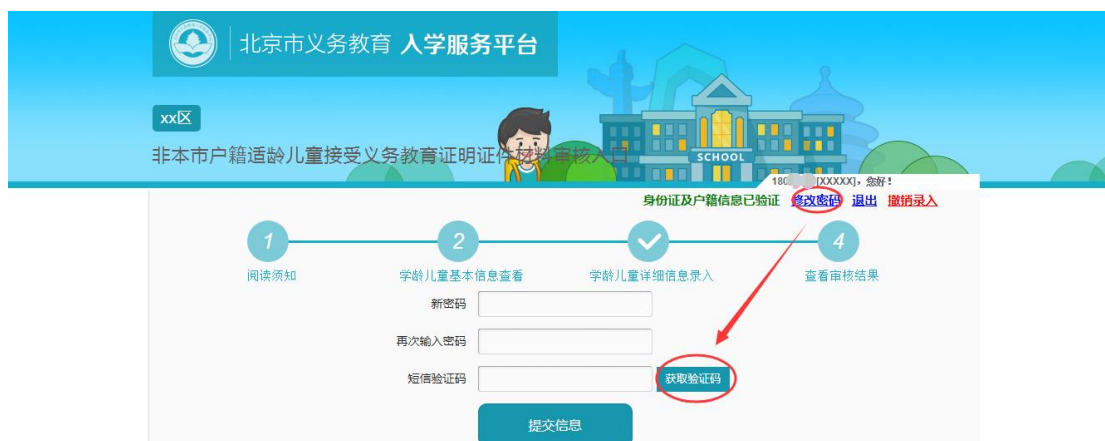 北京市义务教育 入学服务平台
xx区
非本市户籍适龄儿童接受义务教育证明证件材料审核入口
SCHOOL
180 [XXXXX]，您好！
身份证及户籍信息已验证 修改密码 退出 撤销录入
1 2 4
阅读须知 学龄儿童基本信息查看 学龄儿童详细信息录入 查看审核结果
新密码
再次输入密码
短信验证码 获取验证码
提交信息